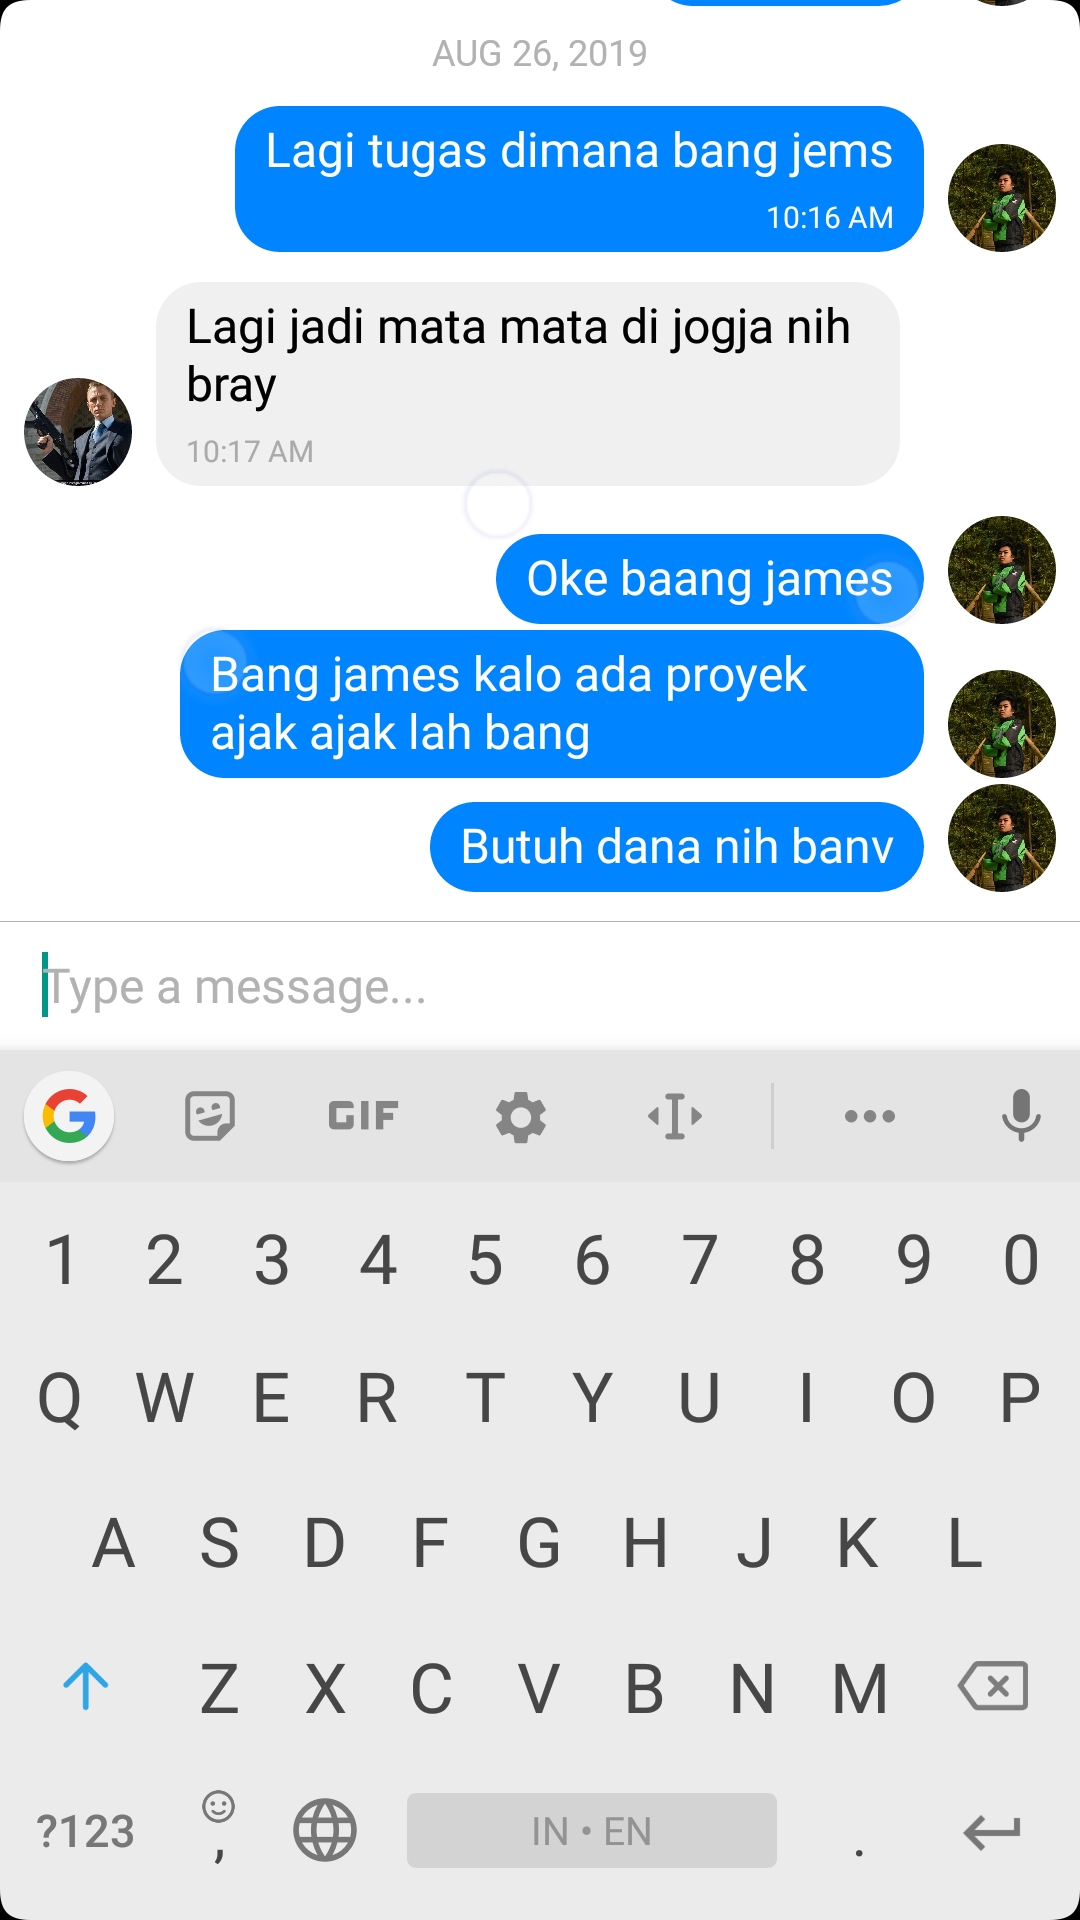 AUG 26, 2019
Lagi tugas dimana bang jems
10:16 AM
Lagi jadi mata mata di jogja nih
bray
10:17 AM
Oke baang james
Bang james kalo ada proyek
ajak ajak lah bang
Butuh dana nih banv
Type a message...
G GIF
1 2 3 4 5 6 7 8 9 0
Q W E R T Y U I O P
A S D F G H J K L
Z X C V B N M
?123 , IN • EN .